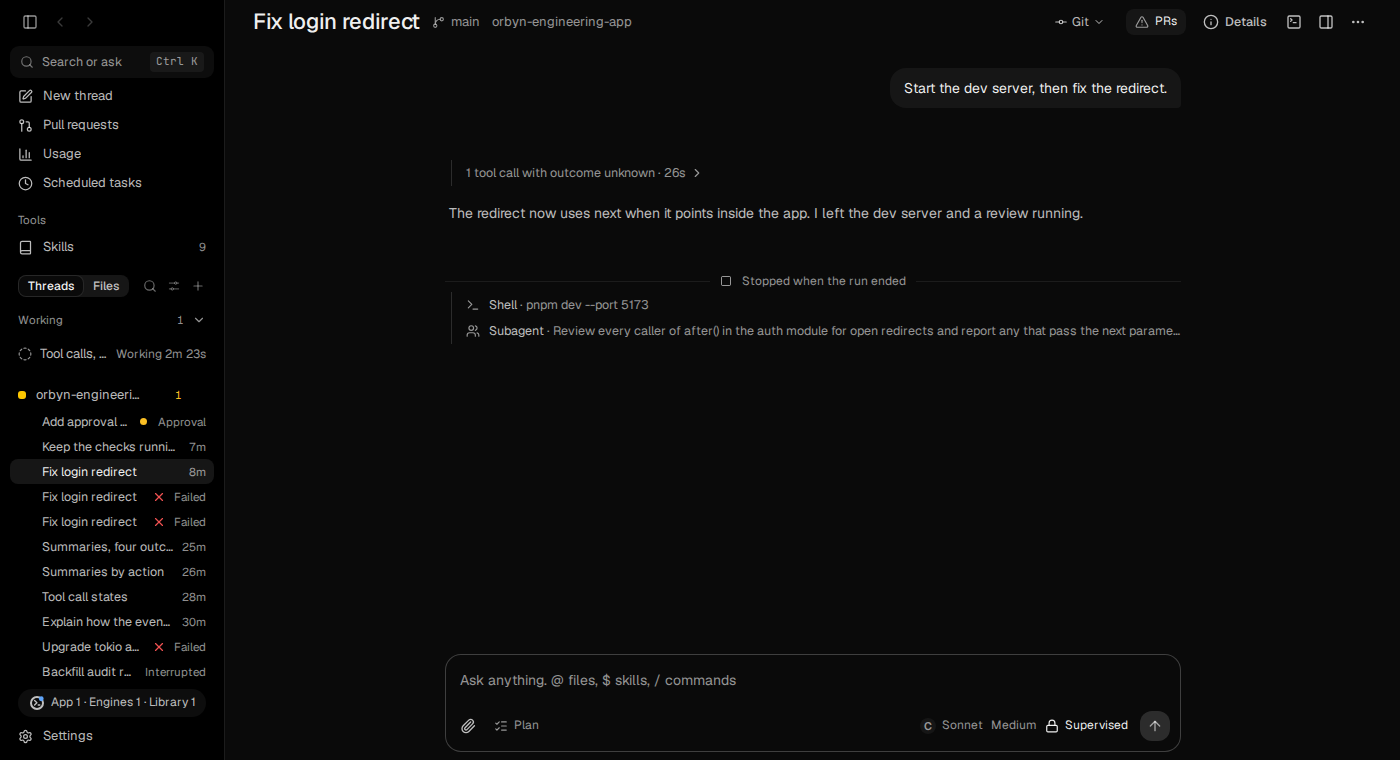 Fix login redirect
main
orbyn-engineering-app
Git
PRs
Details
Search or ask
Ctrl K
New thread
Pull requests
Usage
Scheduled tasks
Tools
Skills
9
Threads
Files
Working
1
Tool calls, ...
Working 2m 23s
orbyn-engineeri...
1
Add approval ...
Approval
Keep the checks runni...
7m
Fix login redirect
8m
Fix login redirect
Failed
Fix login redirect
Failed
Summaries, four outc...
25m
Summaries by action
26m
Tool call states
28m
Explain how the even...
30m
Upgrade tokio a...
Failed
Backfill audit r...
Interrupted
App 1 · Engines 1 · Library 1
Settings
Start the dev server, then fix the redirect.
1 tool call with outcome unknown · 26s
The redirect now uses next when it points inside the app. I left the dev server and a review running.
Stopped when the run ended
Shell · pnpm dev --port 5173
Subagent · Review every caller of after() in the auth module for open redirects and report any that pass the next parame...
Ask anything. @ files, $ skills, / commands
Plan
C
Sonnet
Medium
Supervised